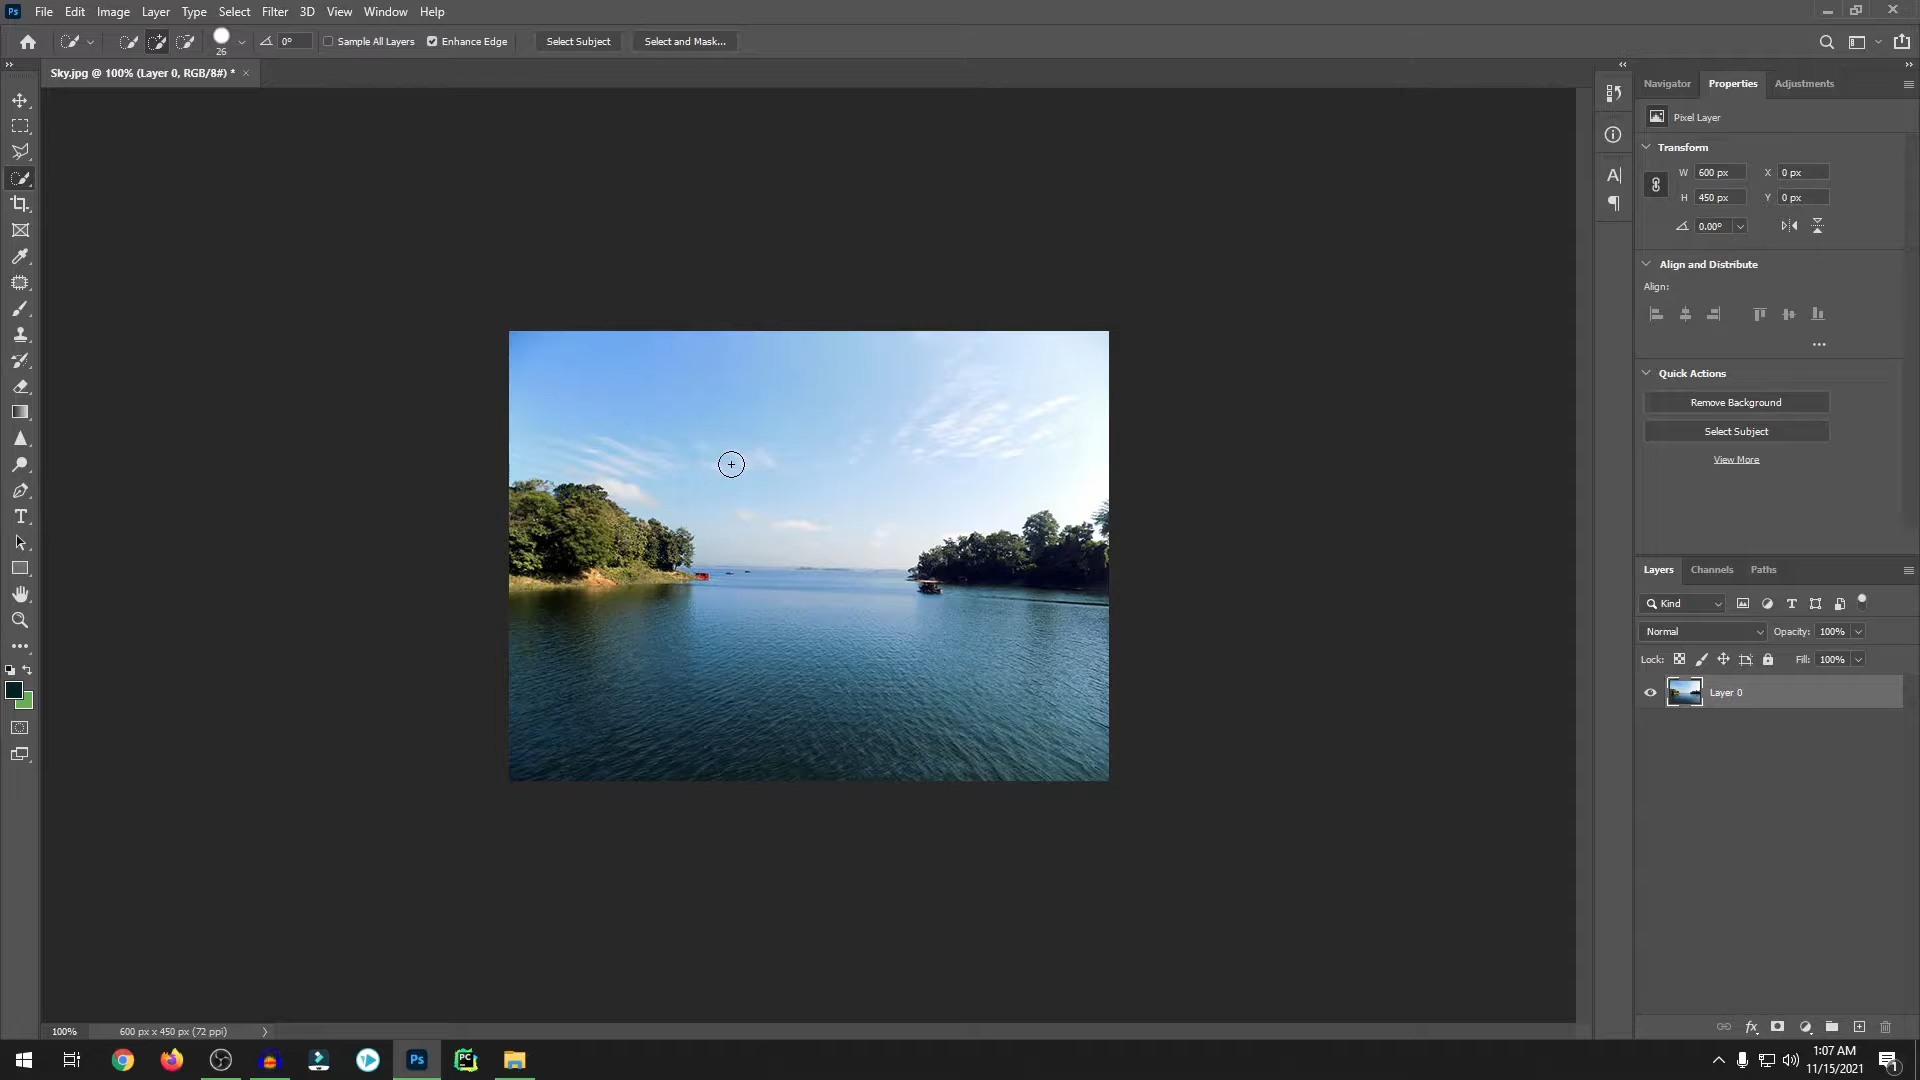 Ps File Edit Image Layer Type Select Filter 3D View Window Help
26 0° Sample All Layers Enhance Edge Select Subject Select and Mask...
Sky.jpg @ 100% (Layer 0, RGB/8#) * ×
Navigator Properties Adjustments
Pixel Layer
Transform
W 600 px X 0 px
H 450 px Y 0 px
0.00°
Align and Distribute
Align:
Quick Actions
Remove Background
Select Subject
View More
Layers Channels Paths
Kind
Normal Opacity: 100%
Lock: Fill: 100%
Layer 0
100% 600 px x 450 px (72 ppi)
Ps PC 1:07 AM
11/15/2021 1